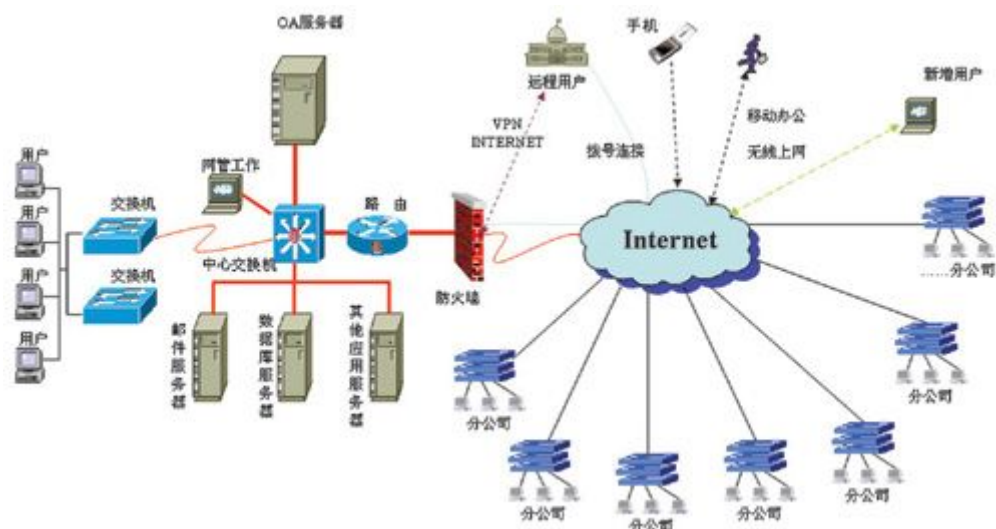 OA服务器
手机
远程用户
新增用户
移动办公
无线上网
VPN
INTERNET
拨号连接
用户
网管工作
用户
交换机
路 由
中心交换机
Internet
用户
交换机
防火墙
用户
邮件服务器
数据库服务器
其他应用服务器
……分公司
分公司
分公司
分公司
分公司
分公司
分公司